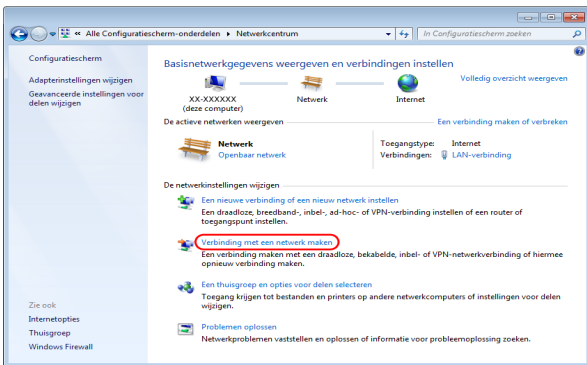 « Alle Configuratiescherm-onderdelen ▸ Netwerkcentrum
In Configuratiescherm zoeken
Configuratiescherm
Adapterinstellingen wijzigen
Geavanceerde instellingen voor
delen wijzigen
Basisnetwerkgegevens weergeven en verbindingen instellen
Volledig overzicht weergeven
XX-XXXXXX
(deze computer)
Netwerk
Internet
De actieve netwerken weergeven
Een verbinding maken of verbreken
Netwerk
Openbaar netwerk
Toegangstype: Internet
Verbindingen: LAN-verbinding
De netwerkinstellingen wijzigen
Een nieuwe verbinding of een nieuw netwerk instellen
Een draadloze, breedband-, inbel-, ad-hoc- of VPN-verbinding instellen of een router of
toegangspunt instellen.
Verbinding met een netwerk maken
Een verbinding maken met een draadloze, bekabelde, inbel- of VPN-netwerkverbinding of hiermee
opnieuw verbinding maken.
Een thuisgroep en opties voor delen selecteren
Toegang krijgen tot bestanden en printers op andere netwerkcomputers of instellingen voor delen
wijzigen.
Problemen oplossen
Netwerkproblemen vaststellen en oplossen of informatie voor probleemoplossing zoeken.
Zie ook
Internetopties
Thuisgroep
Windows Firewall